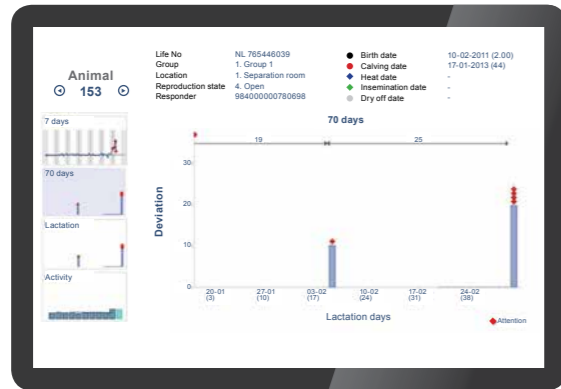 Animal
153
Life No NL 765446039
Group 1. Group 1
Location 1. Separation room
Reproduction state 4. Open
Responder 984000000780698
Birth date 10-02-2011 (2.00)
Calving date 17-01-2013 (44)
Heat date -
Insemination date -
Dry off date -
7 days
70 days
Lactation
Activity
70 days
19 25
Deviation
30
20
10
0
20-01 27-01 03-02 10-02 17-02 24-02
(3) (10) (17) (24) (31) (38)
Lactation days
Attention